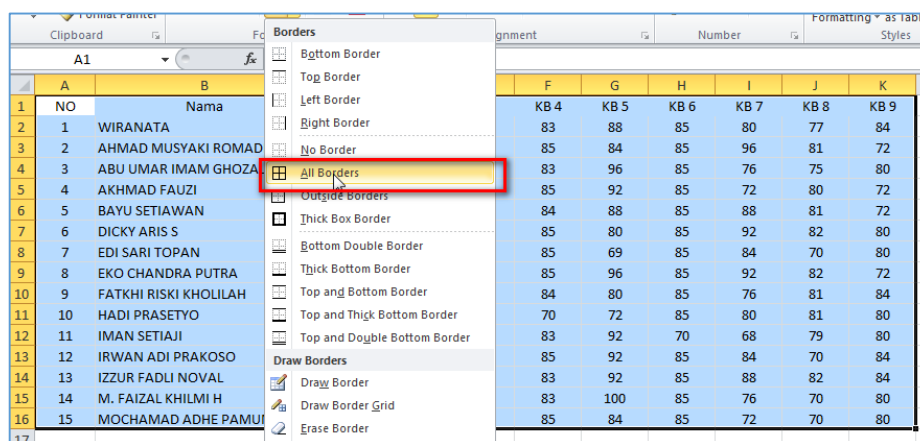 Format Painter
Formatting as Tabl
Clipboard Fo gnment Number Styles
A1 fx
Borders
Bottom Border
Top Border
Left Border
Right Border
No Border
All Borders
Outside Borders
Thick Box Border
Bottom Double Border
Thick Bottom Border
Top and Bottom Border
Top and Thick Bottom Border
Top and Double Bottom Border
Draw Borders
Draw Border
Draw Border Grid
Erase Border
A B F G H I J K
1 NO Nama KB 4 KB 5 KB 6 KB 7 KB 8 KB 9
2 1 WIRANATA 83 88 85 80 77 84
3 2 AHMAD MUSYAKI ROMAD 85 84 85 96 81 72
4 3 ABU UMAR IMAM GHOZA 83 96 85 76 75 80
5 4 AKHMAD FAUZI 85 92 85 72 80 72
6 5 BAYU SETIAWAN 84 88 85 88 81 72
7 6 DICKY ARIS S 85 80 85 92 82 80
8 7 EDI SARI TOPAN 85 69 85 84 70 80
9 8 EKO CHANDRA PUTRA 85 96 85 92 82 72
10 9 FATKHI RISKI KHOLILAH 84 80 85 76 81 84
11 10 HADI PRASETYO 70 72 85 80 81 80
12 11 IMAN SETIAJI 83 92 70 68 79 80
13 12 IRWAN ADI PRAKOSO 85 92 85 84 70 84
14 13 IZZUR FADLI NOVAL 83 92 85 88 82 84
15 14 M. FAIZAL KHILMI H 83 100 85 76 70 80
16 15 MOCHAMAD ADHE PAMU 85 84 85 72 70 80
17